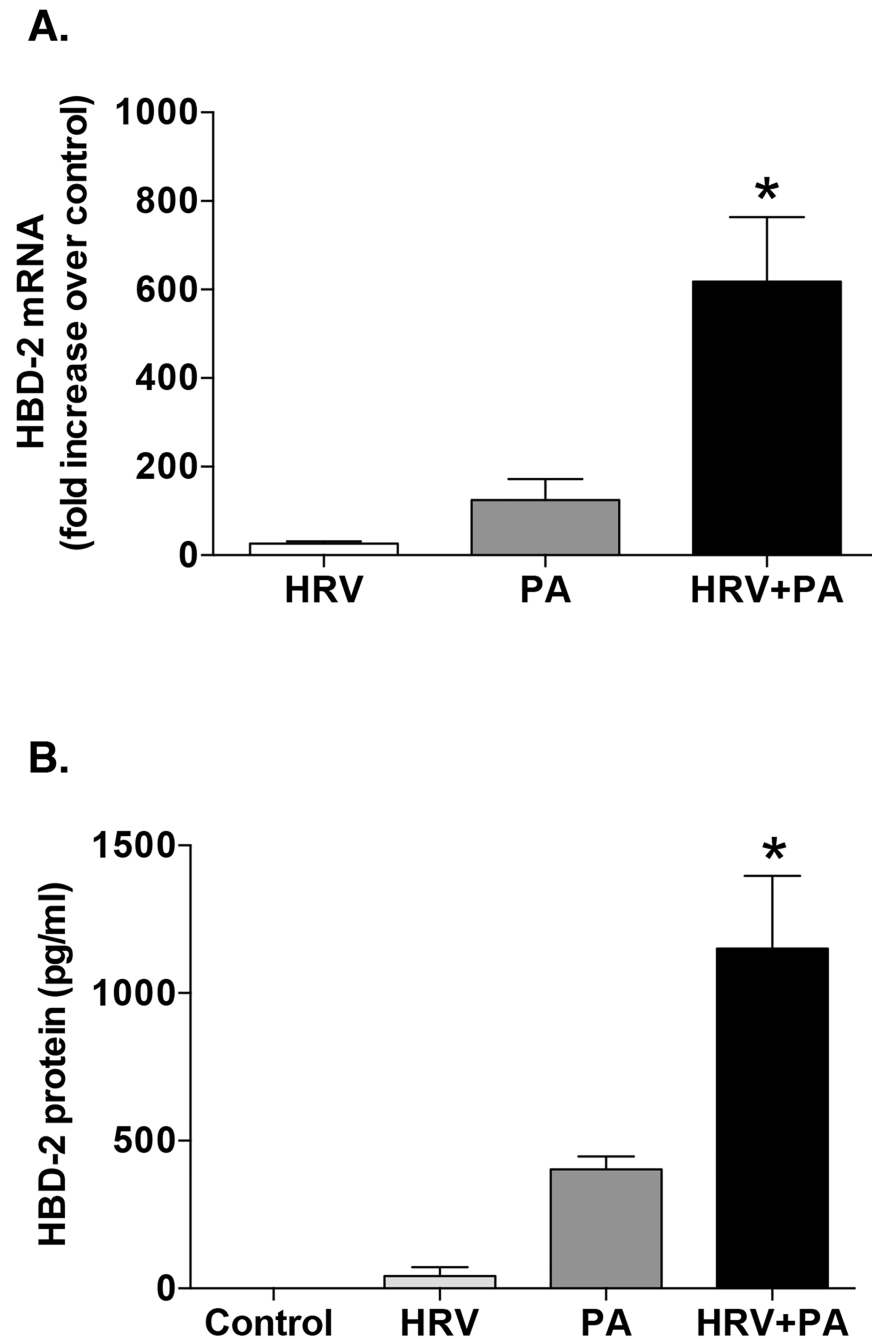 A.
HBD-2 mRNA
(fold increase over control)
1000
800
600
400
200
0
*
HRV
PA
HRV+PA
B.
HBD-2 protein (pg/ml)
1500
1000
500
0
*
Control
HRV
PA
HRV+PA